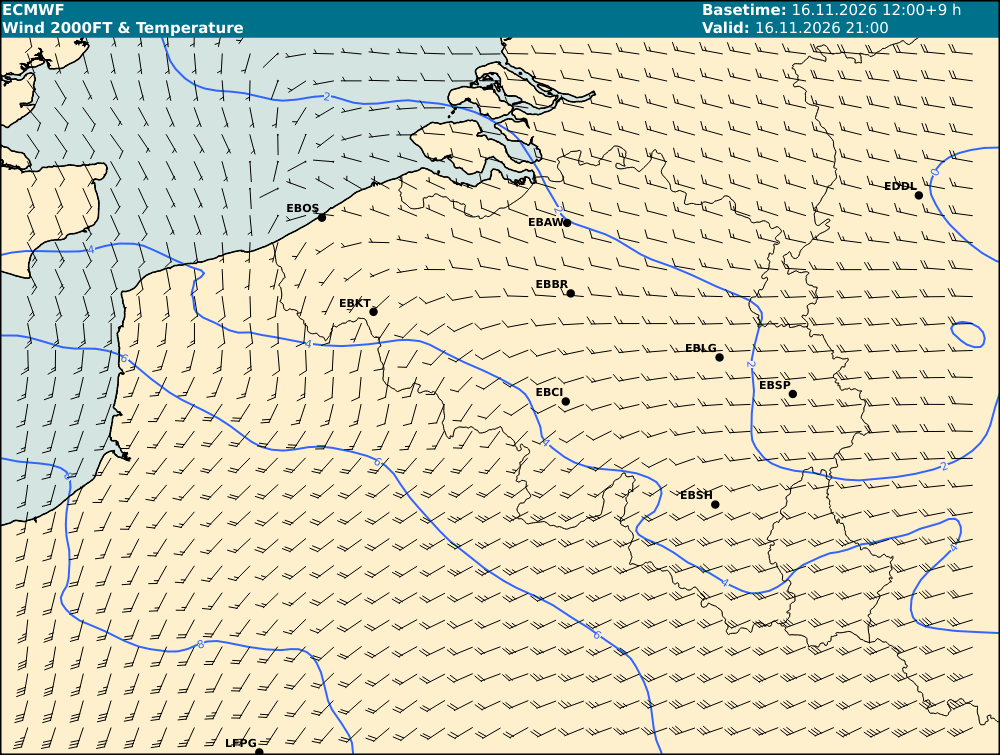 ECMWF
Wind 2000FT & Temperature
Basetime: 16.11.2026 12:00+9 h
Valid: 16.11.2026 21:00
2
0
EDDL
EBOS
2
EBAW
4
EBBR
EBKT
4
EBLG
6
2
EBSP
EBCI
4
6
2
8
EBSH
4
4
6
8
LFPG